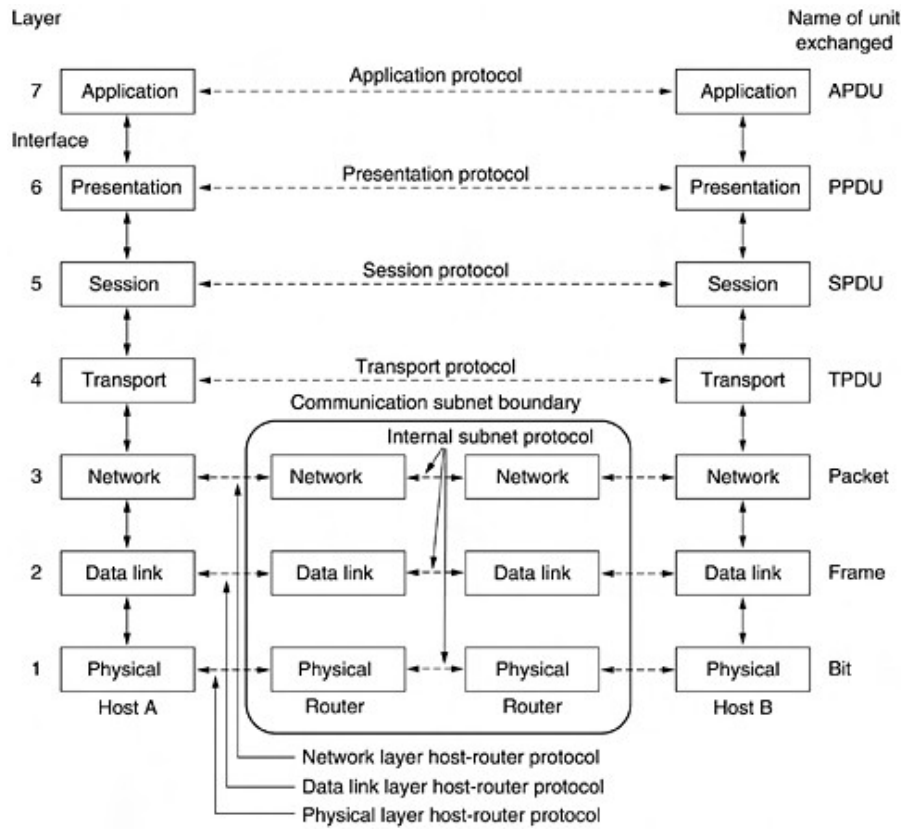 Layer
Name of unit
exchanged
Application protocol
7 Application Application APDU
Interface
Presentation protocol
6 Presentation Presentation PPDU
Session protocol
5 Session Session SPDU
Transport protocol
4 Transport Transport TPDU
Communication subnet boundary
Internal subnet protocol
3 Network Network Network Network Packet
2 Data link Data link Data link Data link Frame
1 Physical Physical Physical Physical Bit
Host A Router Router Host B
Network layer host-router protocol
Data link layer host-router protocol
Physical layer host-router protocol